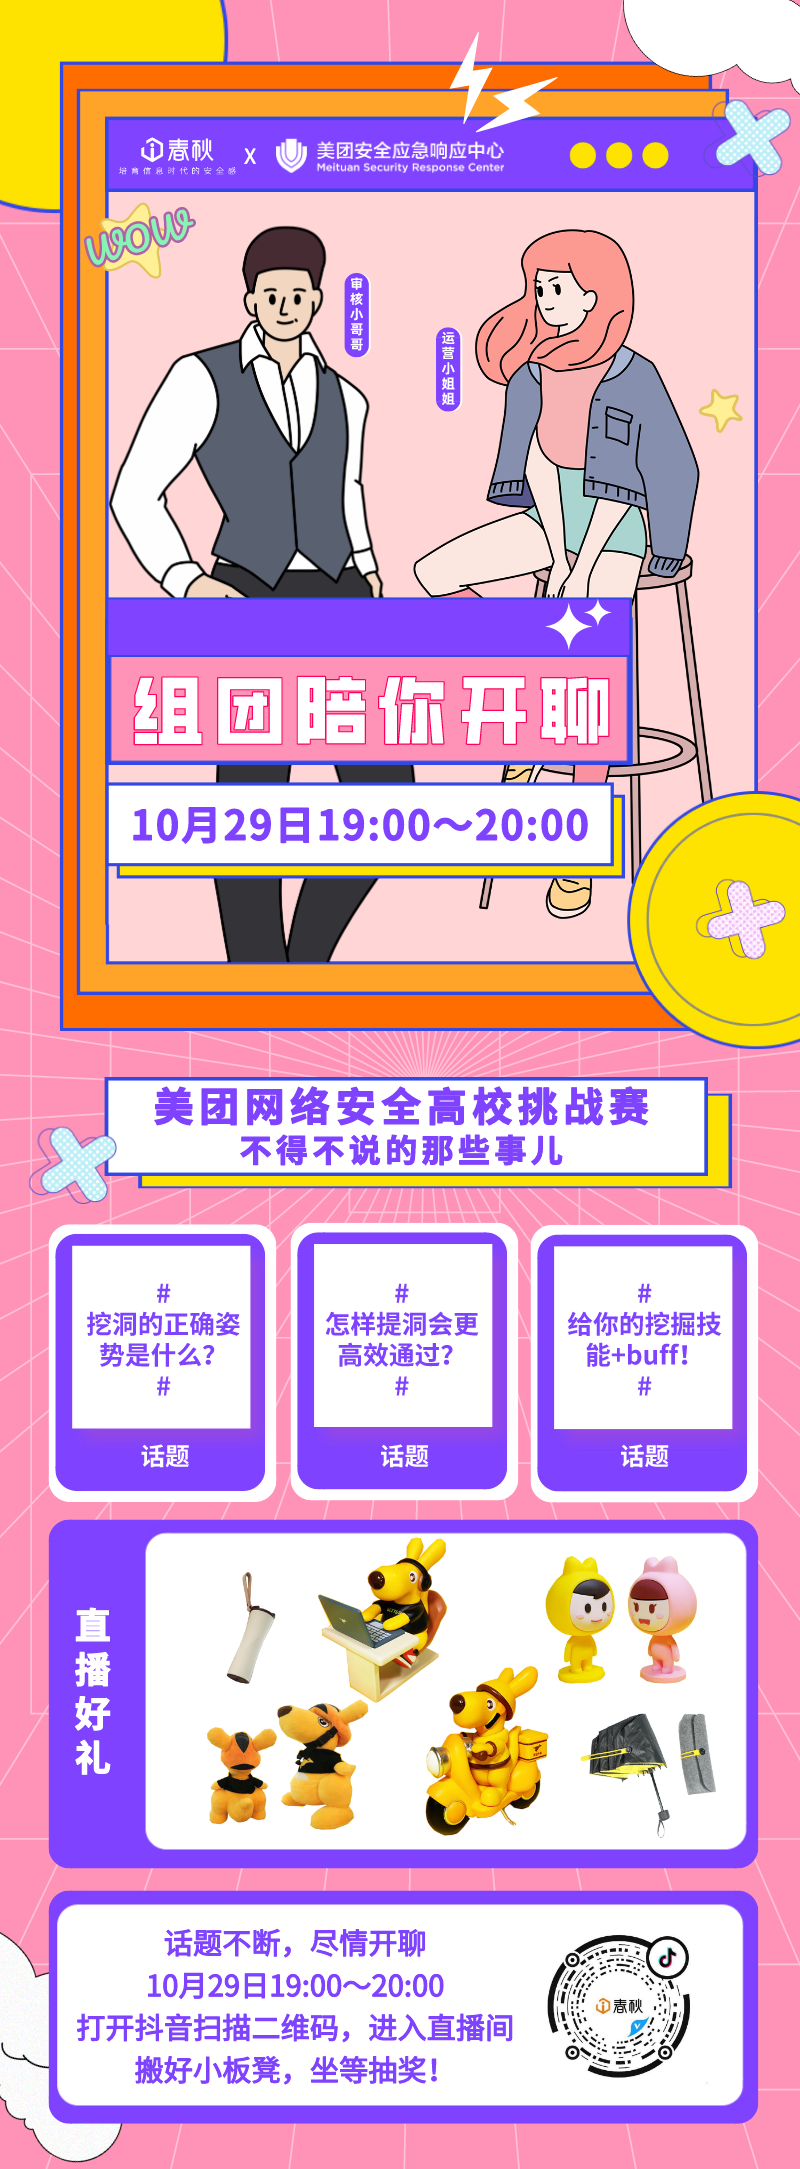 春秋
培育信息时代的安全感
X
美团安全应急响应中心
Meituan Security Response Center
wow
审核小哥哥
运营小姐姐
组团陪你开聊
10月29日19:00～20:00
美团网络安全高校挑战赛
不得不说的那些事儿
#
挖洞的正确姿
势是什么？
#
话题
#
怎样提洞会更
高效通过？
#
话题
#
给你的挖掘技
能+buff！
#
话题
直播好礼
话题不断，尽情开聊
10月29日19:00～20:00
打开抖音扫描二维码，进入直播间
搬好小板凳，坐等抽奖！
春秋